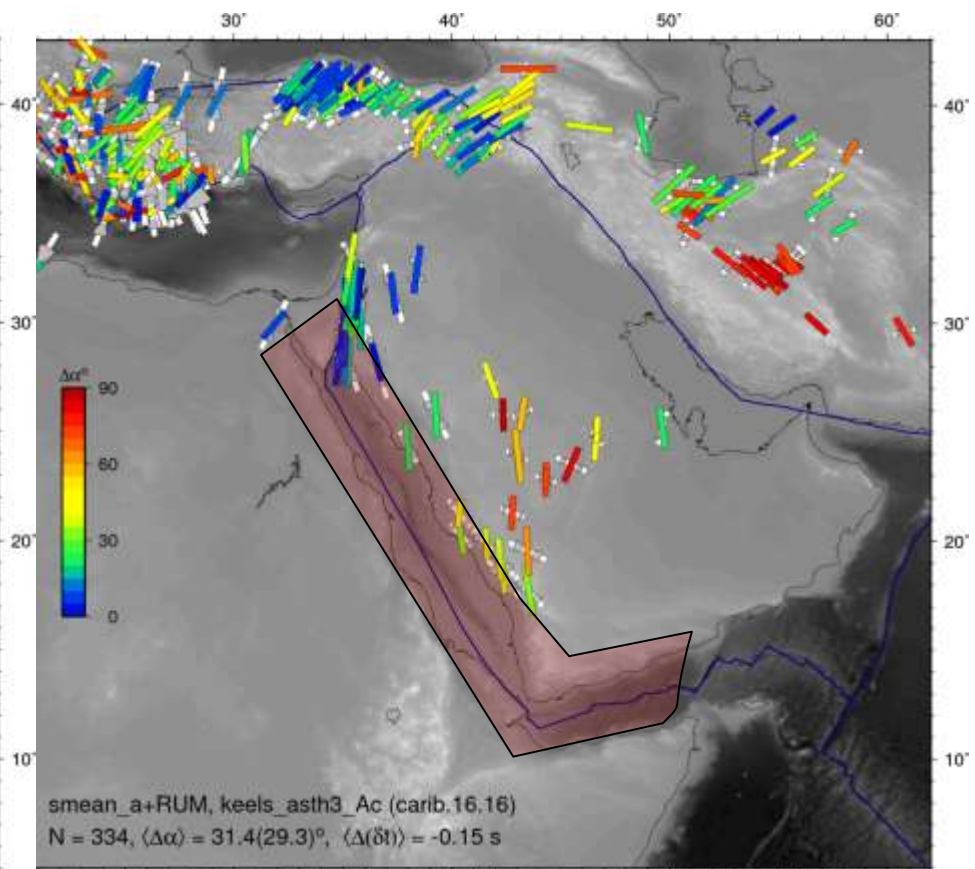 30˚ 40˚ 50˚ 60˚
40˚ 40˚
30˚ 30˚
Δα°
90
60
30
0
20˚ 20˚
10˚ 10˚
smean_a+RUM, keels_asth3_Ac (carib.16.16)
N = 334, ⟨Δα⟩ = 31.4(29.3)°, ⟨Δ(δt)⟩ = -0.15 s